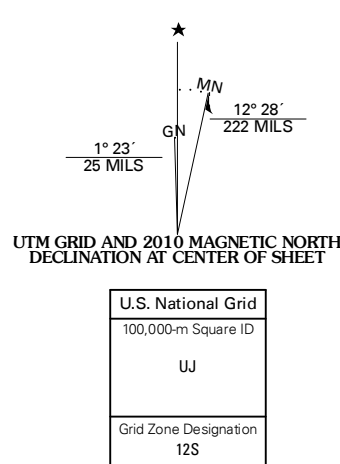 MN
GN
12° 28´
222 MILS
1° 23´
25 MILS
UTM GRID AND 2010 MAGNETIC NORTH
DECLINATION AT CENTER OF SHEET
U.S. National Grid
100,000-m Square ID
UJ
Grid Zone Designation
12S